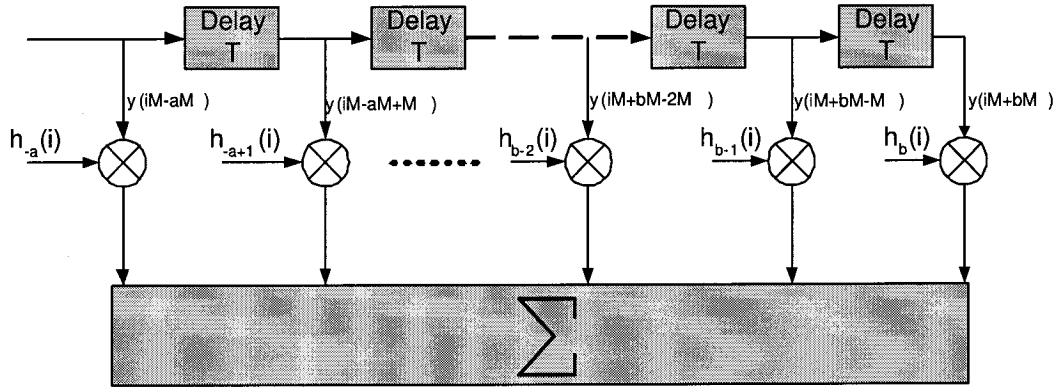 Delay T
Delay T
Delay T
Delay T
y(iM-aM )
y(iM-aM+M )
y(iM+bM-2M )
y(iM+bM-M )
y(iM+bM )
h-a(i)
h-a+1(i)
hb-2(i)
hb-1(i)
hb(i)
Σ